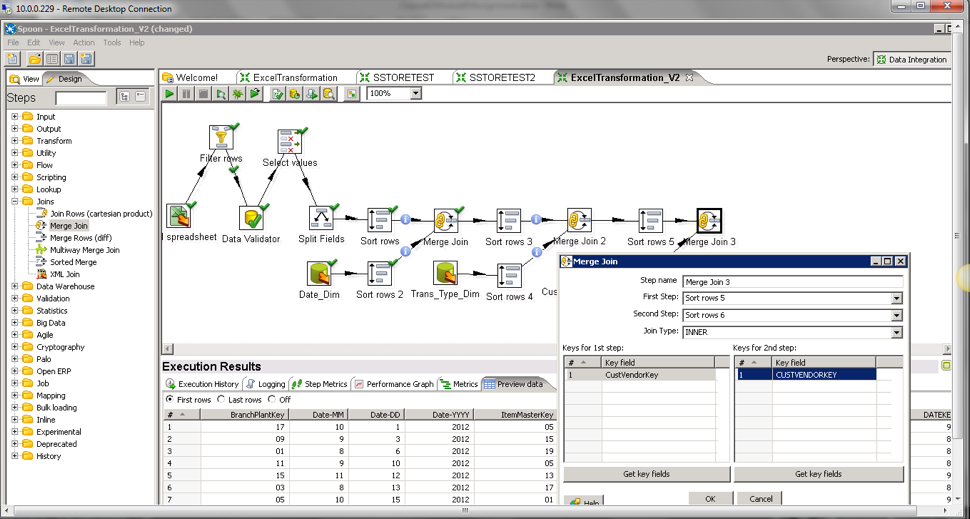 10.0.0.229 - Remote Desktop Connection
Spoon - ExcelTransformation_V2 (changed)
File Edit View Action Tools Help
Perspective: Data Integration
View Design
Welcome! ExcelTransformation SSTORETEST SSTORETEST2 ExcelTransformation_V2
Steps
100%
Input
Output
Transform
Utility
Flow
Scripting
Lookup
Joins
Join Rows (cartesian product)
Merge Join
Merge Rows (diff)
Multiway Merge Join
Sorted Merge
XML Join
Data Warehouse
Validation
Statistics
Big Data
Agile
Cryptography
Palo
Open ERP
Job
Mapping
Bulk loading
Inline
Experimental
Deprecated
History
Filter rows
Select values
l spreadsheet
Data Validator
Split Fields
Sort rows
Merge Join
Sort rows 3
Merge Join 2
Sort rows 5
Merge Join 3
Date_Dim
Sort rows 2
Trans_Type_Dim
Sort rows 4
Cus
Merge Join
Step name Merge Join 3
First Step: Sort rows 5
Second Step: Sort rows 6
Join Type: INNER
Keys for 1st step: Keys for 2nd step:
# Key field # Key field
1 CustVendorKey 1 CUSTVENDORKEY
Get key fields Get key fields
Help OK Cancel
Execution Results
Execution History Logging Step Metrics Performance Graph Metrics Preview data
First rows Last rows Off
# BranchPlantKey Date-MM Date-DD Date-YYYY ItemMasterKey DATEKE
1 17 10 1 2012 05 9
2 09 9 3 2012 15 8
3 01 8 6 2012 19 8
4 11 9 10 2012 05 9
5 15 11 12 2012 13 9
6 03 8 13 2012 17 8
7 05 10 15 2012 01 9